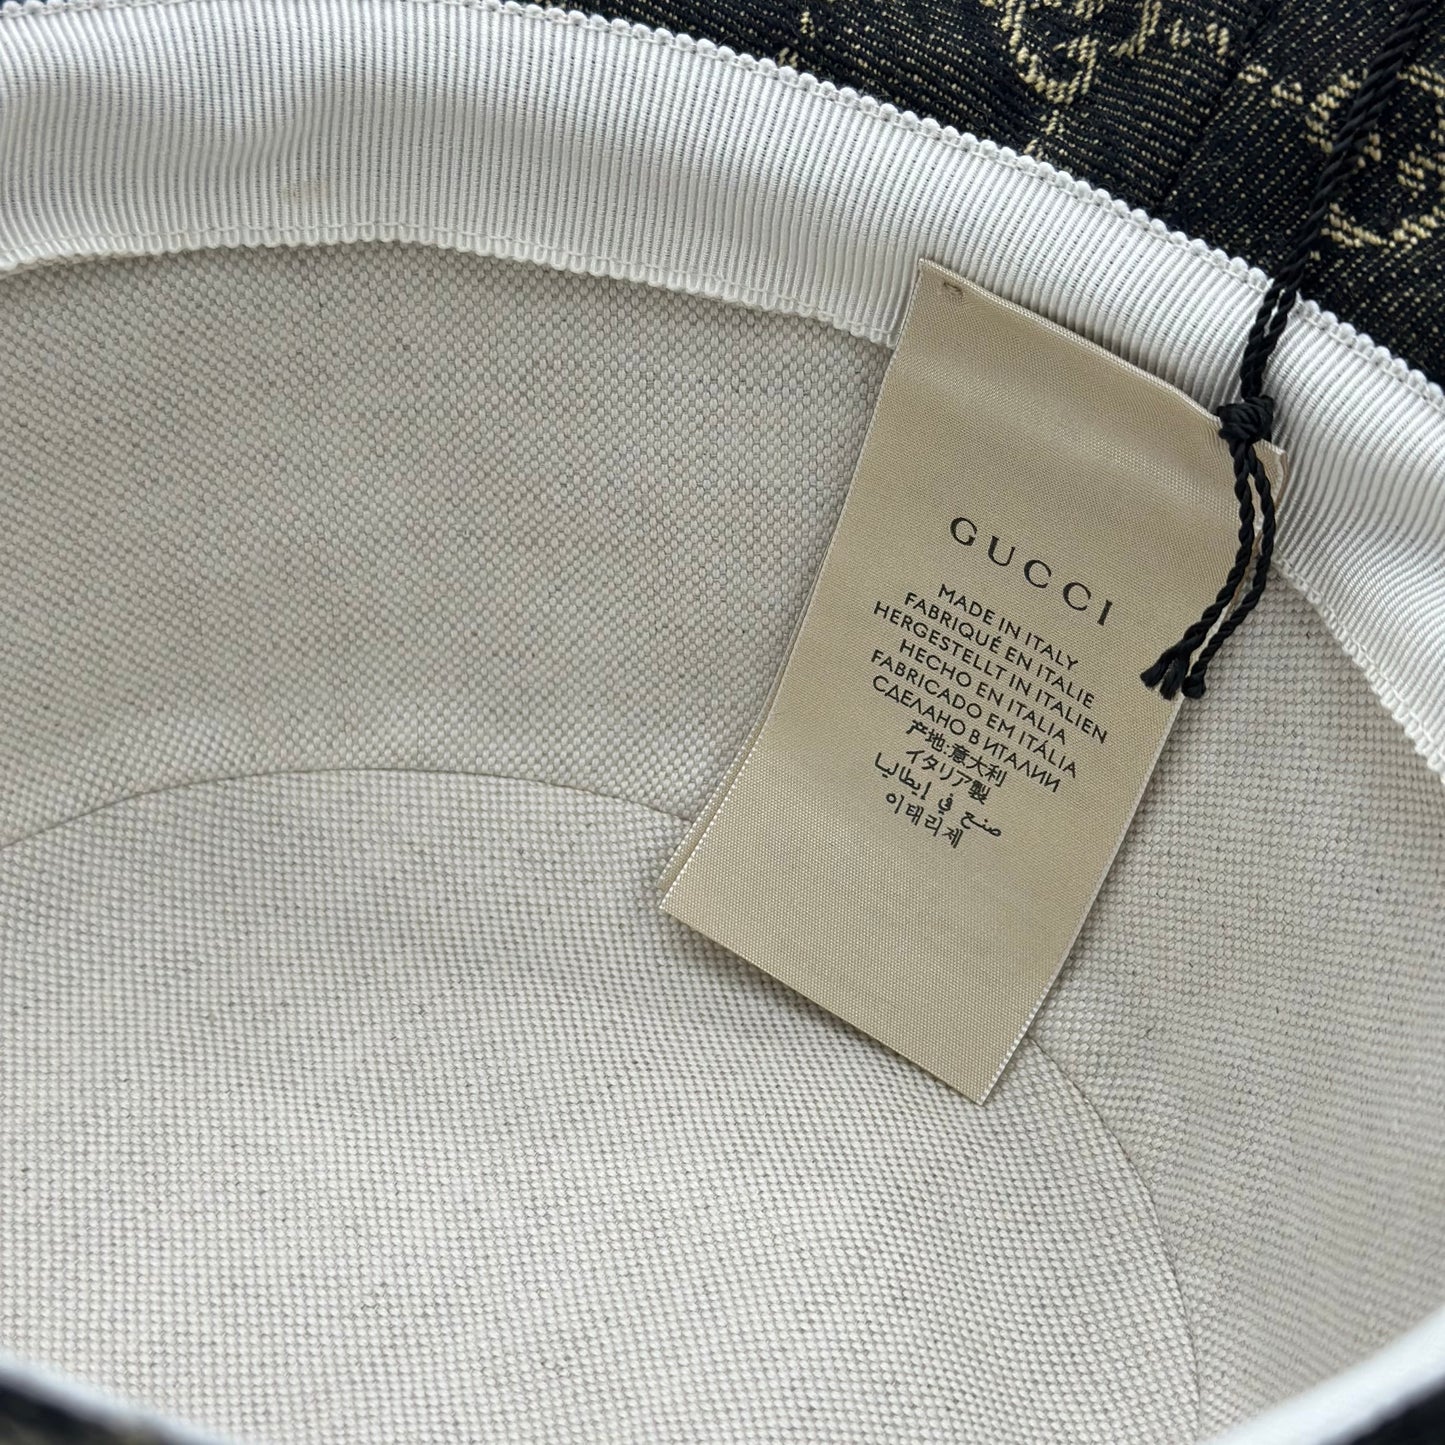 GUCCI
MADE IN ITALY
FABRIQUÉ EN ITALIE
HERGESTELLT IN ITALIEN
HECHO EN ITALIA
FABRICADO EM ITÁLIA
СДЕЛАНО В ИТАЛИИ
产地:意大利
イタリア製
صنع في إيطاليا
이태리제